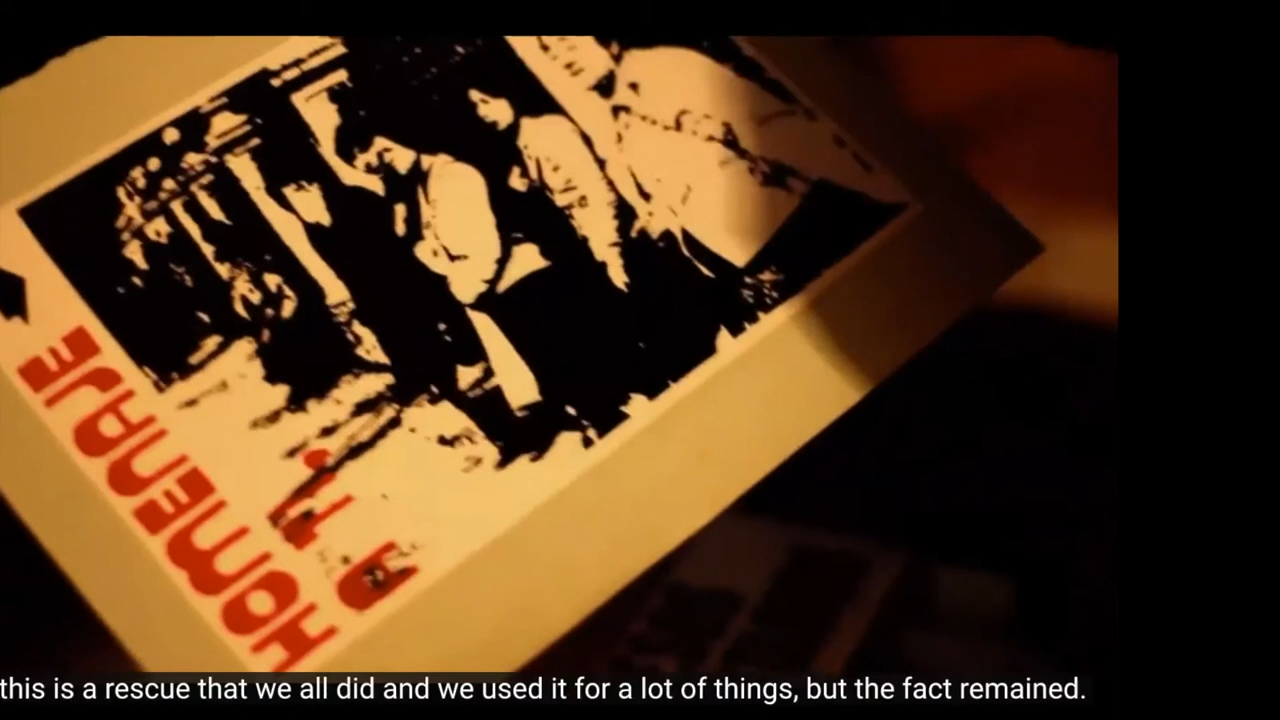 HOMENAJE
A
this is a rescue that we all did and we used it for a lot of things, but the fact remained.